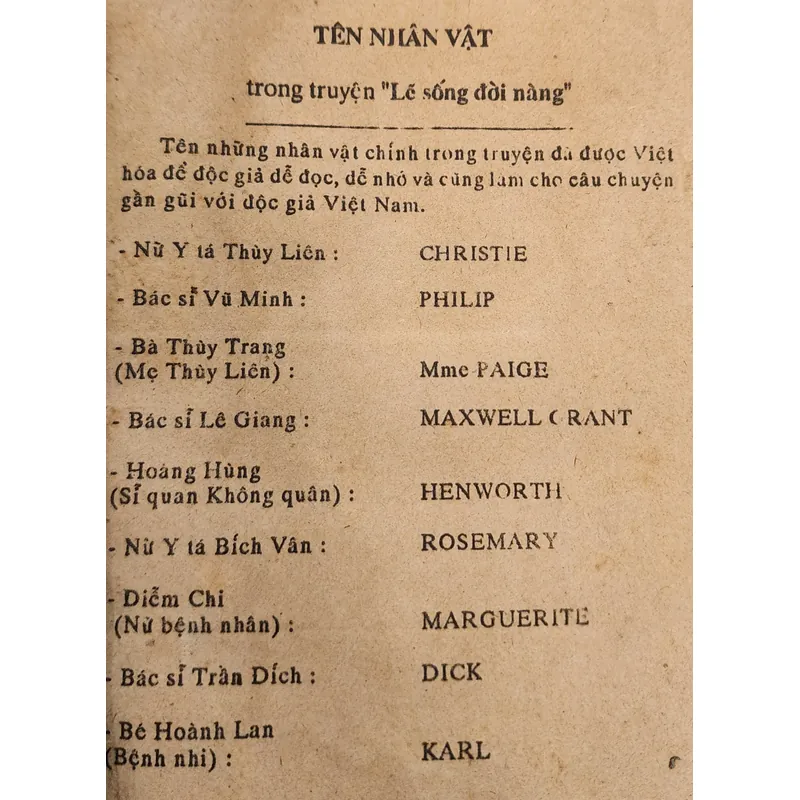 TÊN NHÂN VẬT
trong truyện "Lẽ sống đời nàng"
Tên những nhân vật chính trong truyện đã được Việt
hóa để độc giả dễ đọc, dễ nhớ và cũng làm cho câu chuyện
gần gũi với độc giả Việt Nam.
- Nữ Y tá Thùy Liên : CHRISTIE
- Bác sĩ Vũ Minh : PHILIP
- Bà Thùy Trang
(Mẹ Thùy Liên) : Mme PAIGE
- Bác sĩ Lê Giang : MAXWELL GRANT
- Hoàng Hùng
(Sĩ quan Không quân) : HENWORTH
- Nữ Y tá Bích Vân : ROSEMARY
- Diễm Chi
(Nữ bệnh nhân) : MARGUERITE
- Bác sĩ Trần Dích : DICK
- Bé Hoành Lan
(Bệnh nhi) : KARL